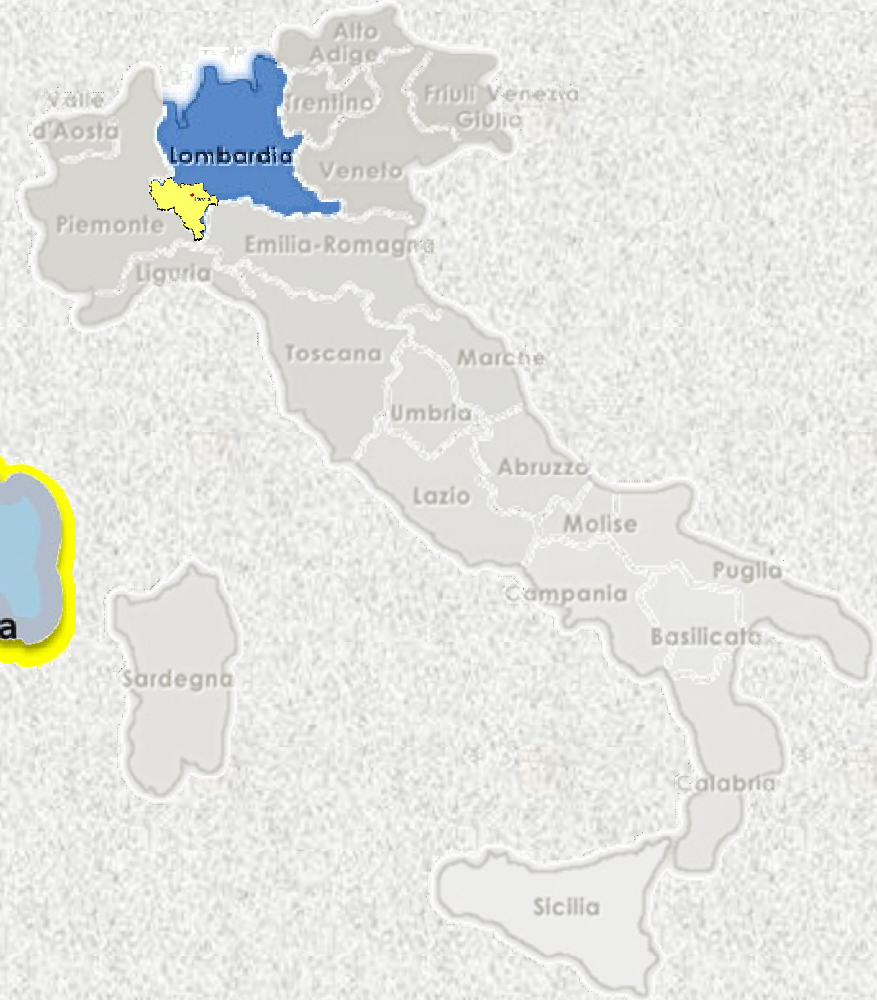 Alto
Adige
Valle
d'Aosta
Trentino
Friuli Venezia
Giulia
Lombardia
Veneto
Piemonte
Emilia-Romagna
Liguria
Toscana
Marche
Umbria
Abruzzo
Lazio
Molise
Puglia
Campania
a
Basilicata
Sardegna
Calabria
Sicilia